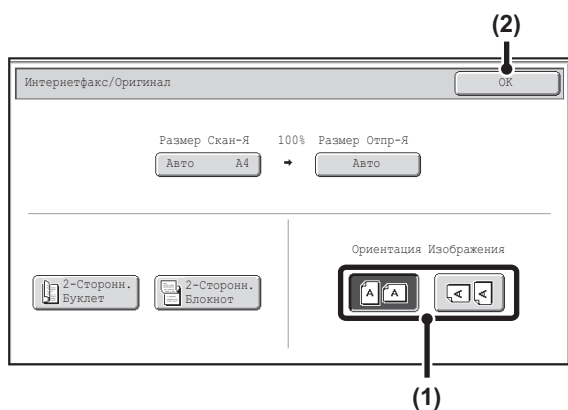 (2)
Интернетфакс/Оригинал
OK
Размер Скан-Я 100% Размер Отпр-Я
Авто A4 → Авто
Ориентация Изображения
2-Сторонн.
Буклет
2-Сторонн.
Блокнот
A A A A
(1)